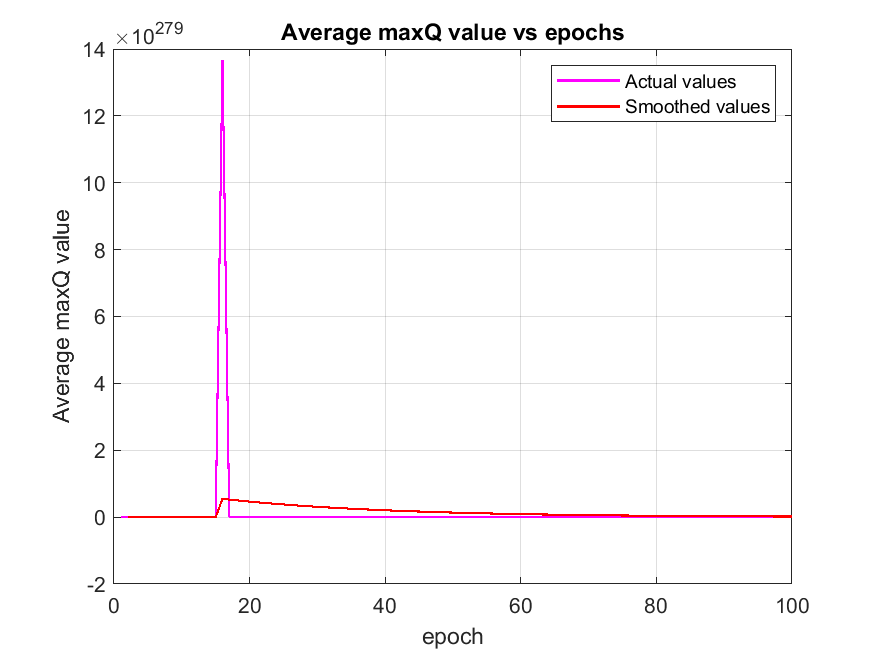 Average maxQ value vs epochs
×10^279
14
12
10
8
6
4
2
0
-2
Average maxQ value
Actual values
Smoothed values
0 20 40 60 80 100
epoch